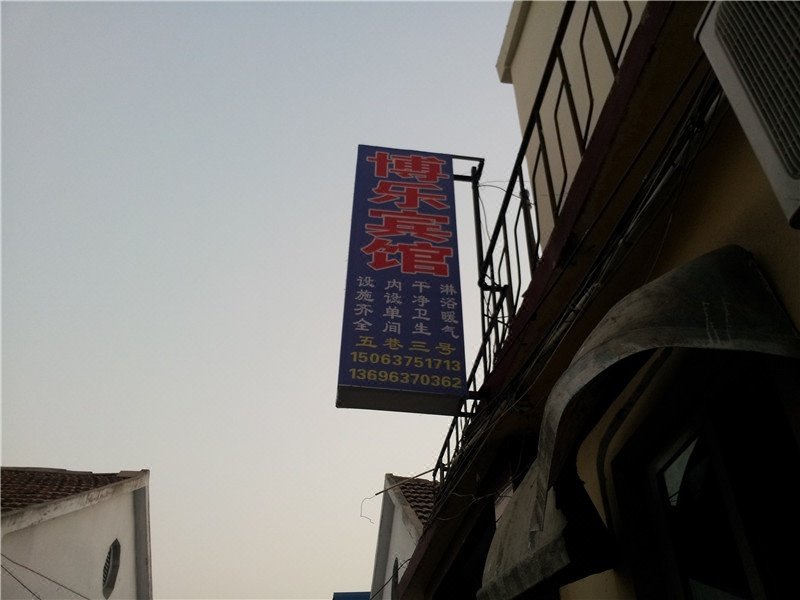 博乐宾馆
设施齐全
内设单间
干净卫生
淋浴暖气
五巷三号
15063751713
13696370362